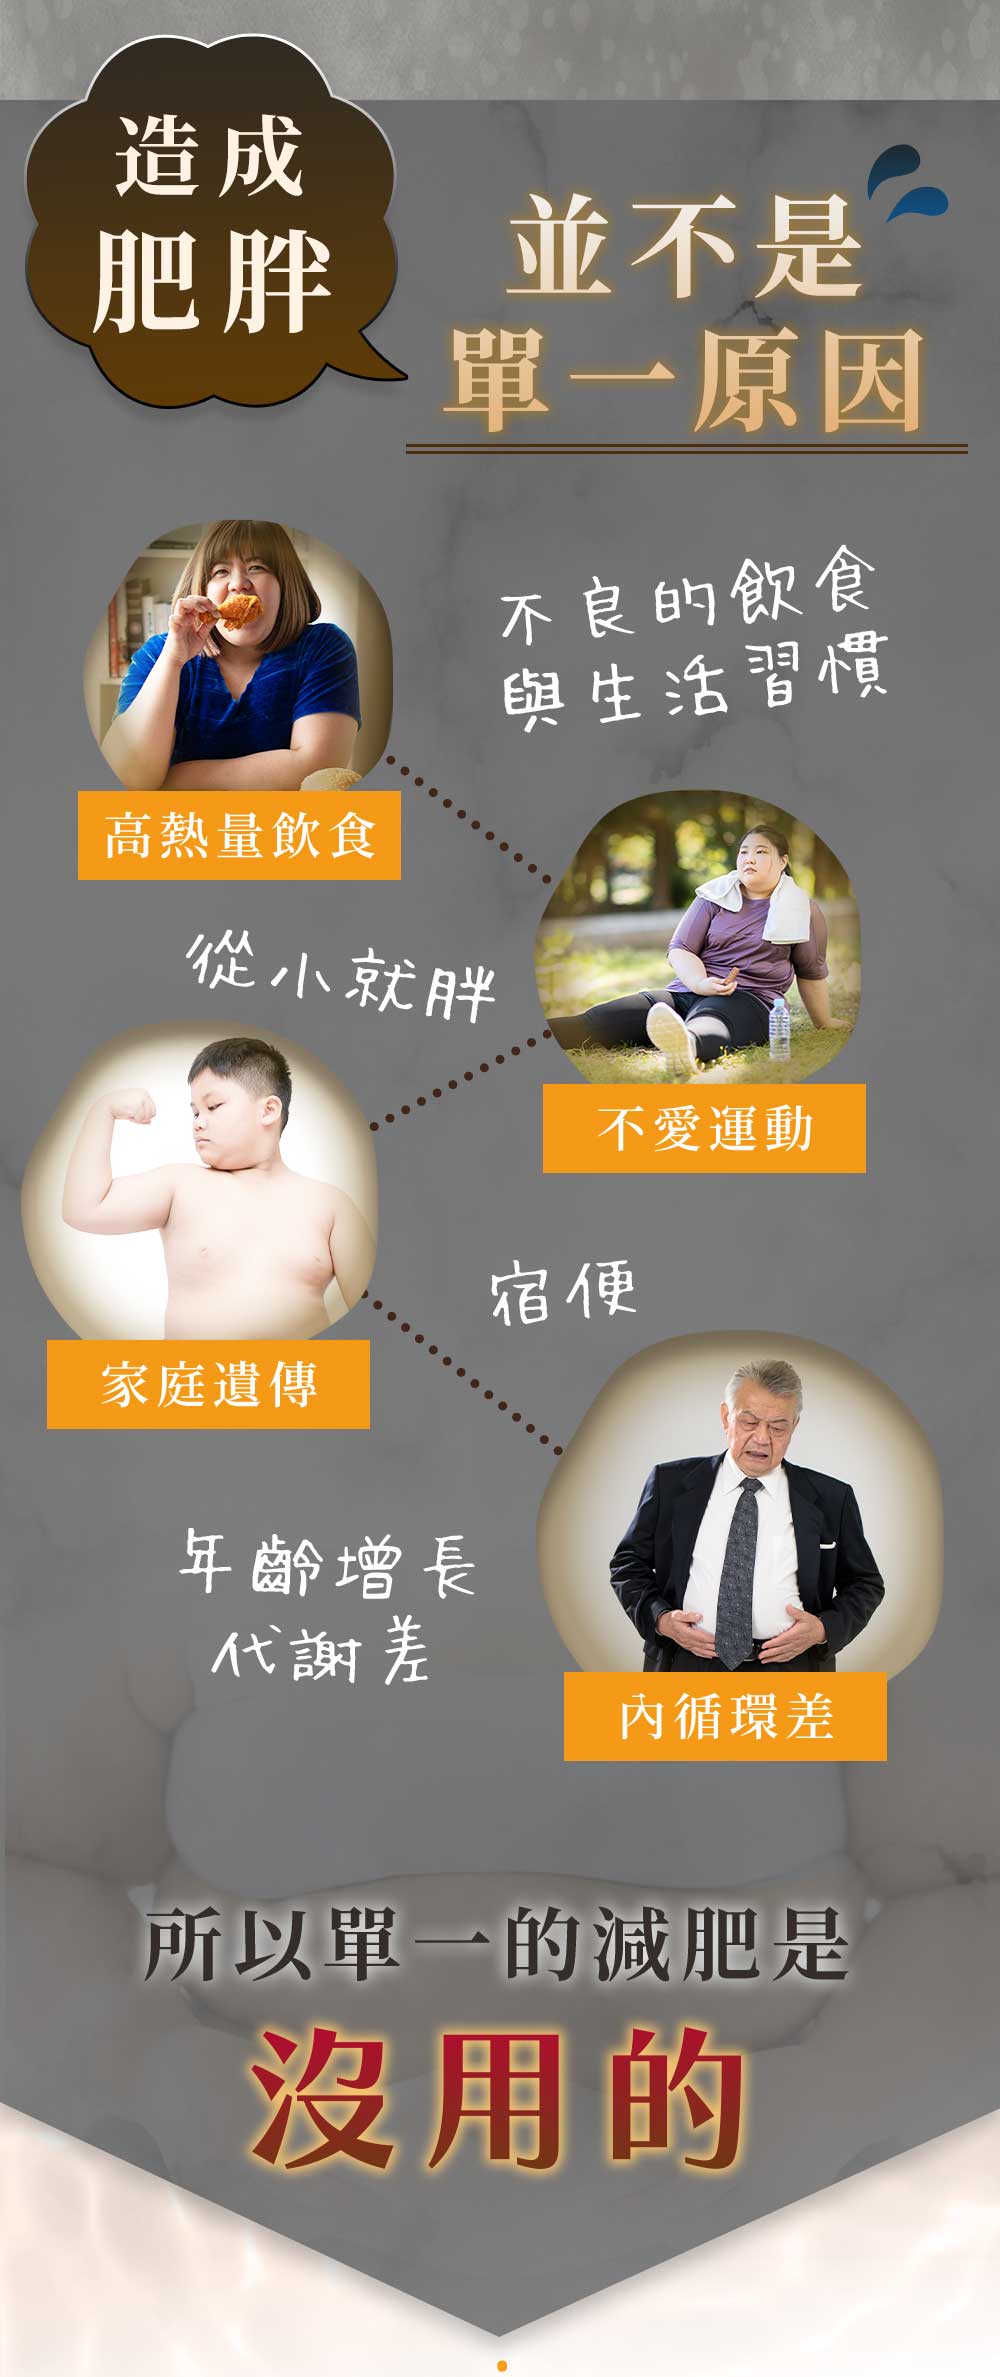 造成
肥胖
並不是
單一原因
不良的飲食
與生活習慣
高熱量飲食
不愛運動
從小就胖
家庭遺傳
宿便
年齡增長
代謝差
內循環差
所以單一的減肥是
沒用的